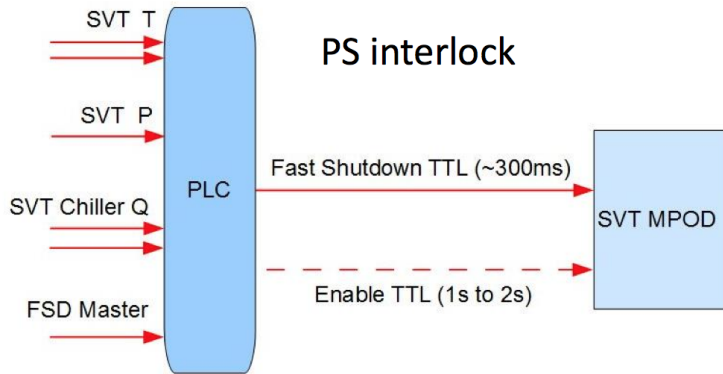 SVT T
PS interlock
SVT P
Fast Shutdown TTL (~300ms)
PLC
SVT MPOD
SVT Chiller Q
Enable TTL (1s to 2s)
FSD Master